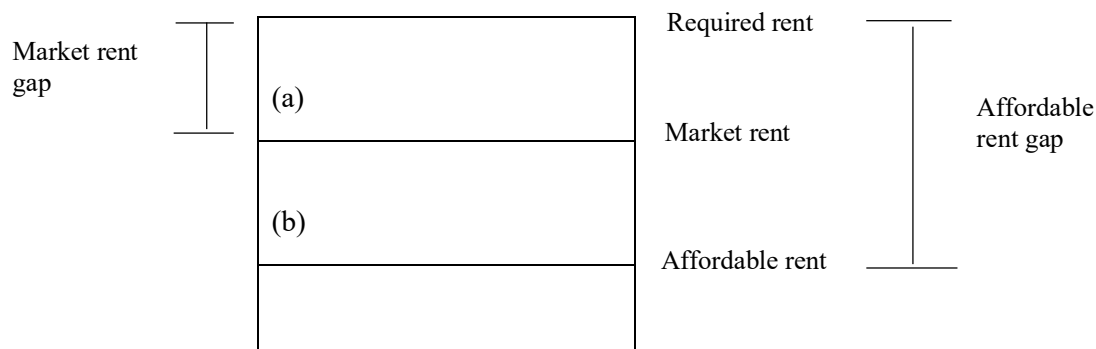 Market rent
gap
(a)
(b)
Required rent
Market rent
Affordable rent
Affordable
rent gap